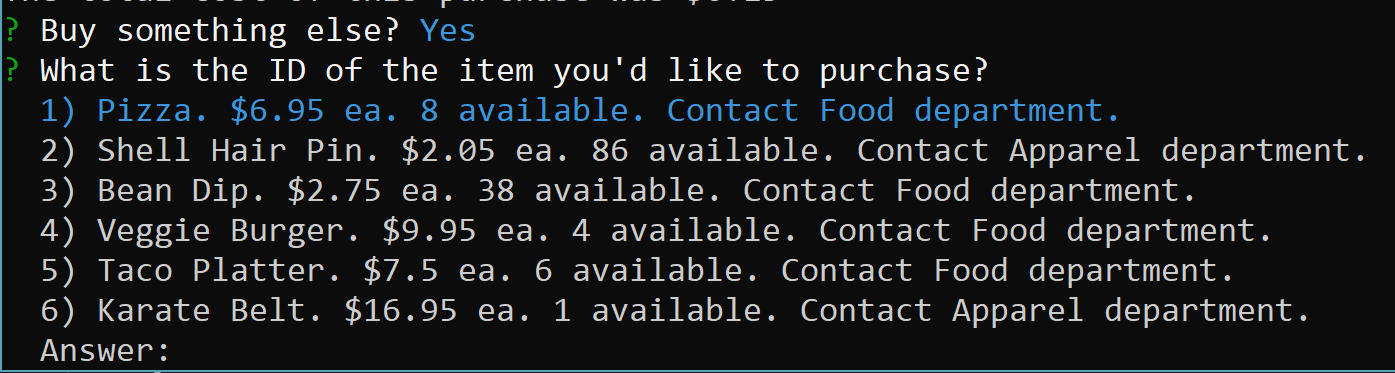 ? Buy something else? Yes
? What is the ID of the item you'd like to purchase?
1) Pizza. $6.95 ea. 8 available. Contact Food department.
2) Shell Hair Pin. $2.05 ea. 86 available. Contact Apparel department.
3) Bean Dip. $2.75 ea. 38 available. Contact Food department.
4) Veggie Burger. $9.95 ea. 4 available. Contact Food department.
5) Taco Platter. $7.5 ea. 6 available. Contact Food department.
6) Karate Belt. $16.95 ea. 1 available. Contact Apparel department.
Answer: